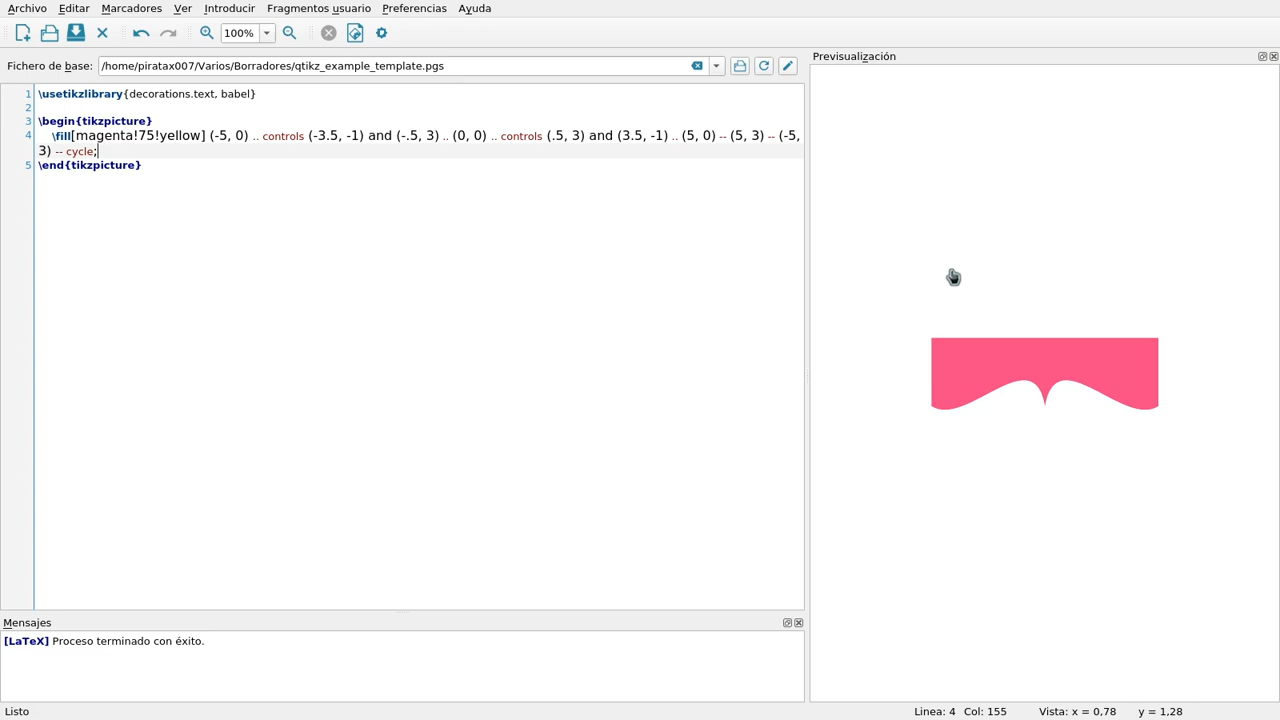 Archivo Editar Marcadores Ver Introducir Fragmentos usuario Preferencias Ayuda
100%
Fichero de base: /home/piratax007/Varios/Borradores/qtikz_example_template.pgs
Previsualización
1 \usetikzlibrary{decorations.text, babel}
2
3 \begin{tikzpicture}
4 \fill[magenta!75!yellow] (-5, 0) .. controls (-3.5, -1) and (-.5, 3) .. (0, 0) .. controls (.5, 3) and (3.5, -1) .. (5, 0) -- (5, 3) -- (-5,
3) -- cycle;
5 \end{tikzpicture}
Mensajes
[LaTeX] Proceso terminado con éxito.
Listo
Linea: 4 Col: 155 Vista: x = 0,78 y = 1,28